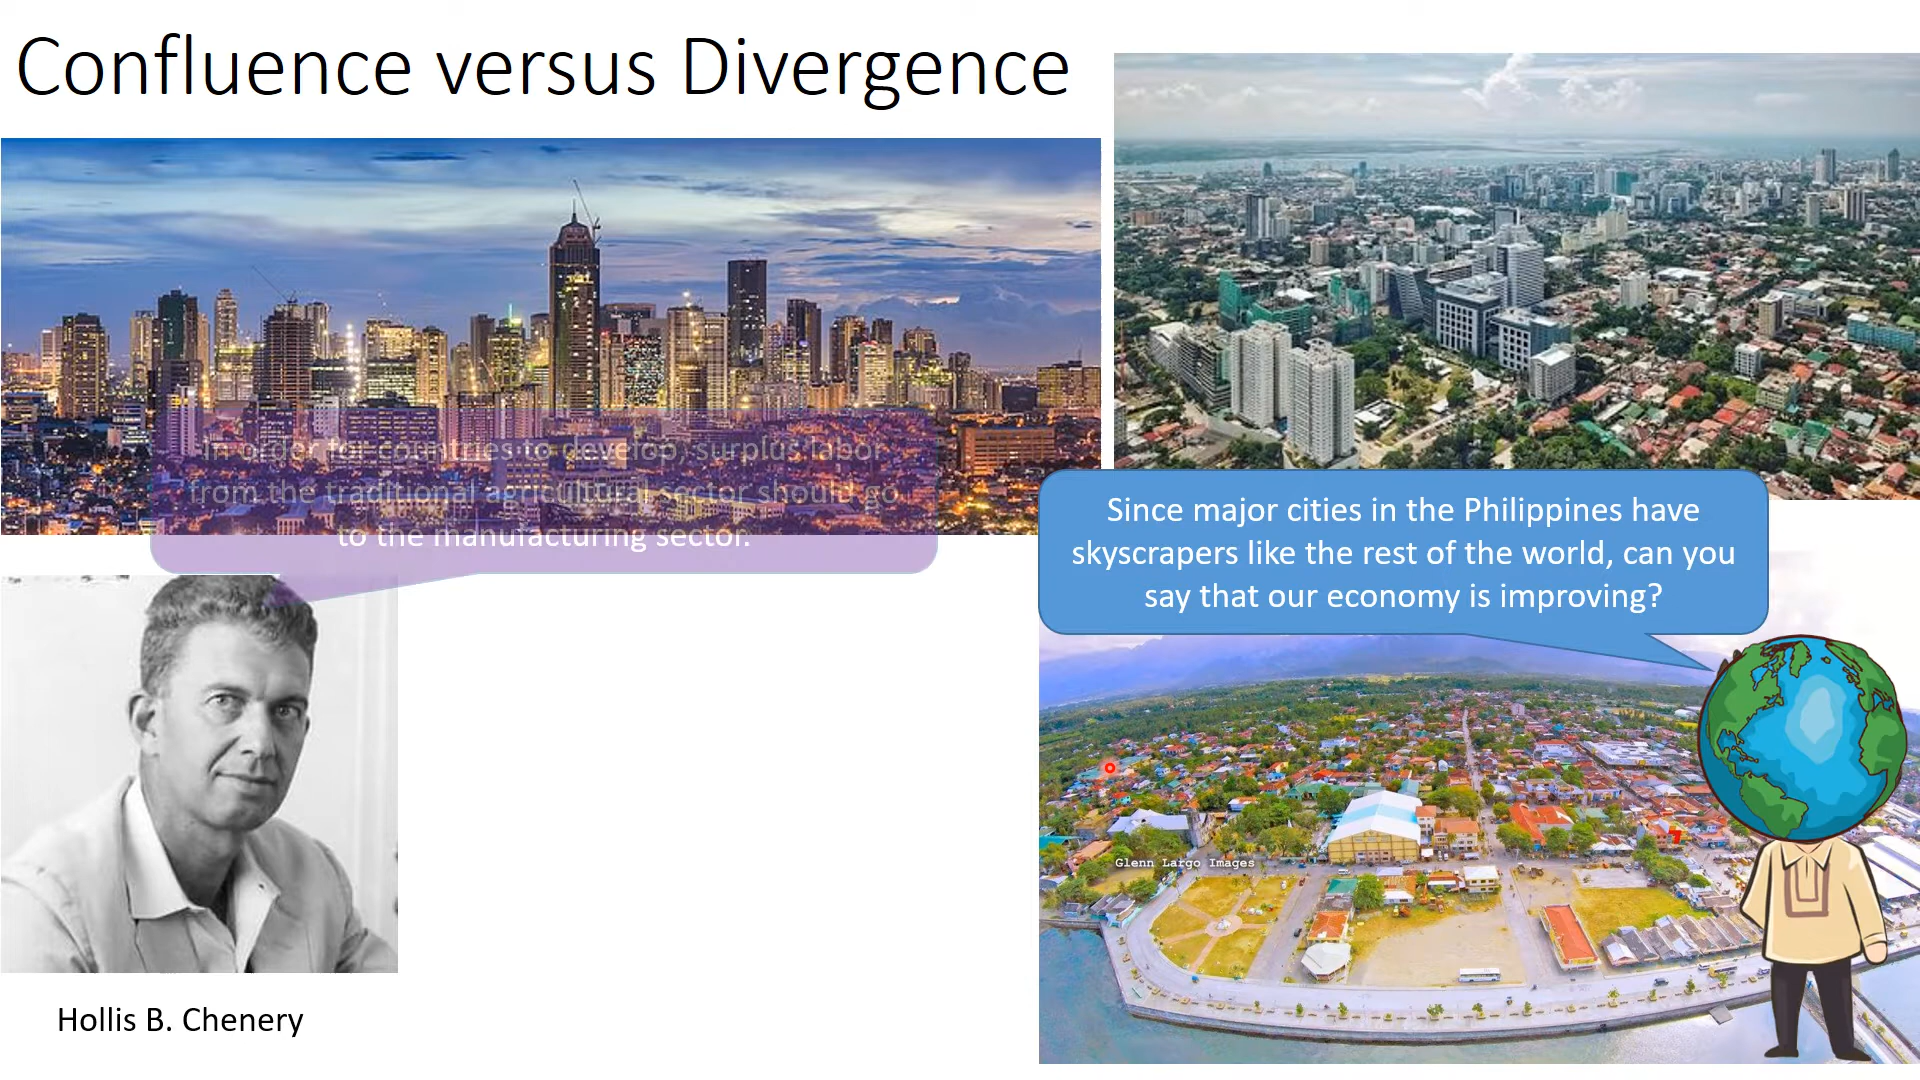 Confluence versus Divergence
In order for countries to develop, surplus labor
from the traditional agricultural sector should go
to the manufacturing sector.
Since major cities in the Philippines have
skyscrapers like the rest of the world, can you
say that our economy is improving?
Glenn Largo Images
Hollis B. Chenery